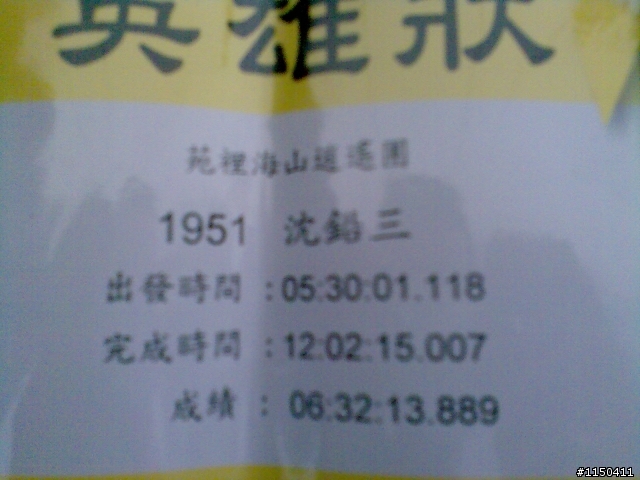 英雄狀
苑裡海山逍遙團
1951 沈鉛三
出發時間：05:30:01.118
完成時間：12:02:15.007
成績：06:32:13.889
#1150411